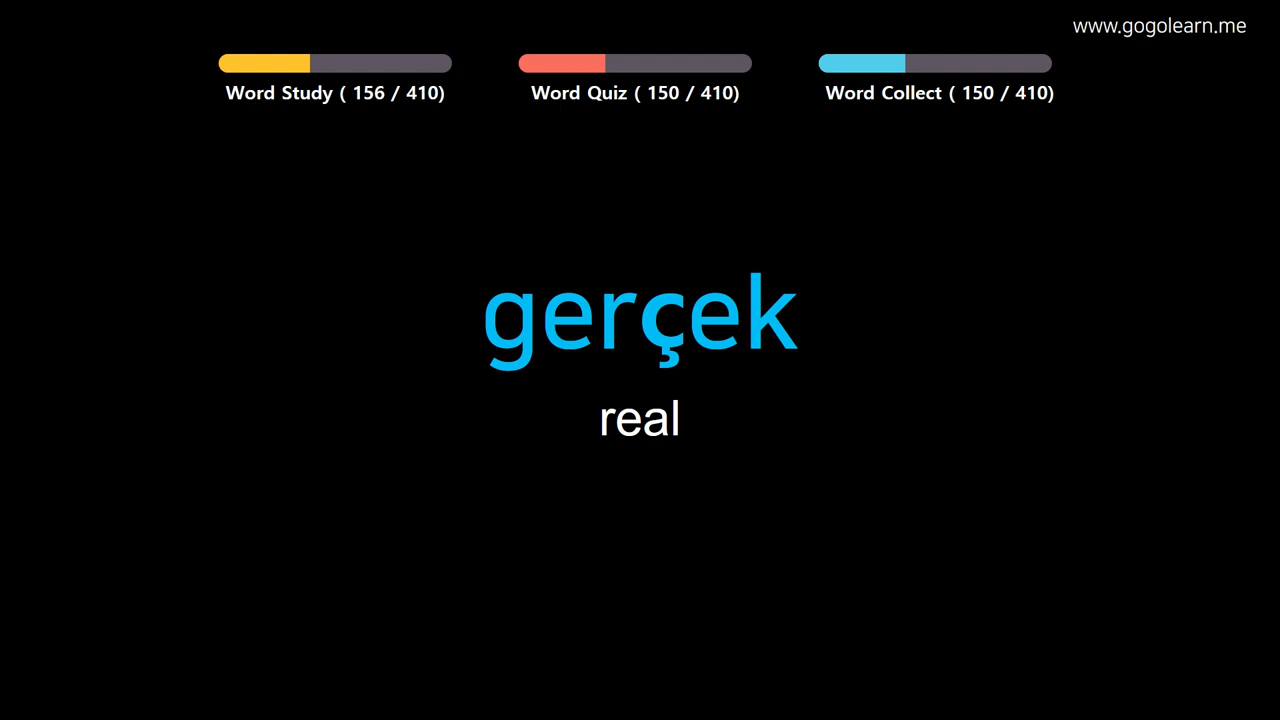 www.gogolearn.me
Word Study ( 156 / 410)
Word Quiz ( 150 / 410)
Word Collect ( 150 / 410)
gerçek
real